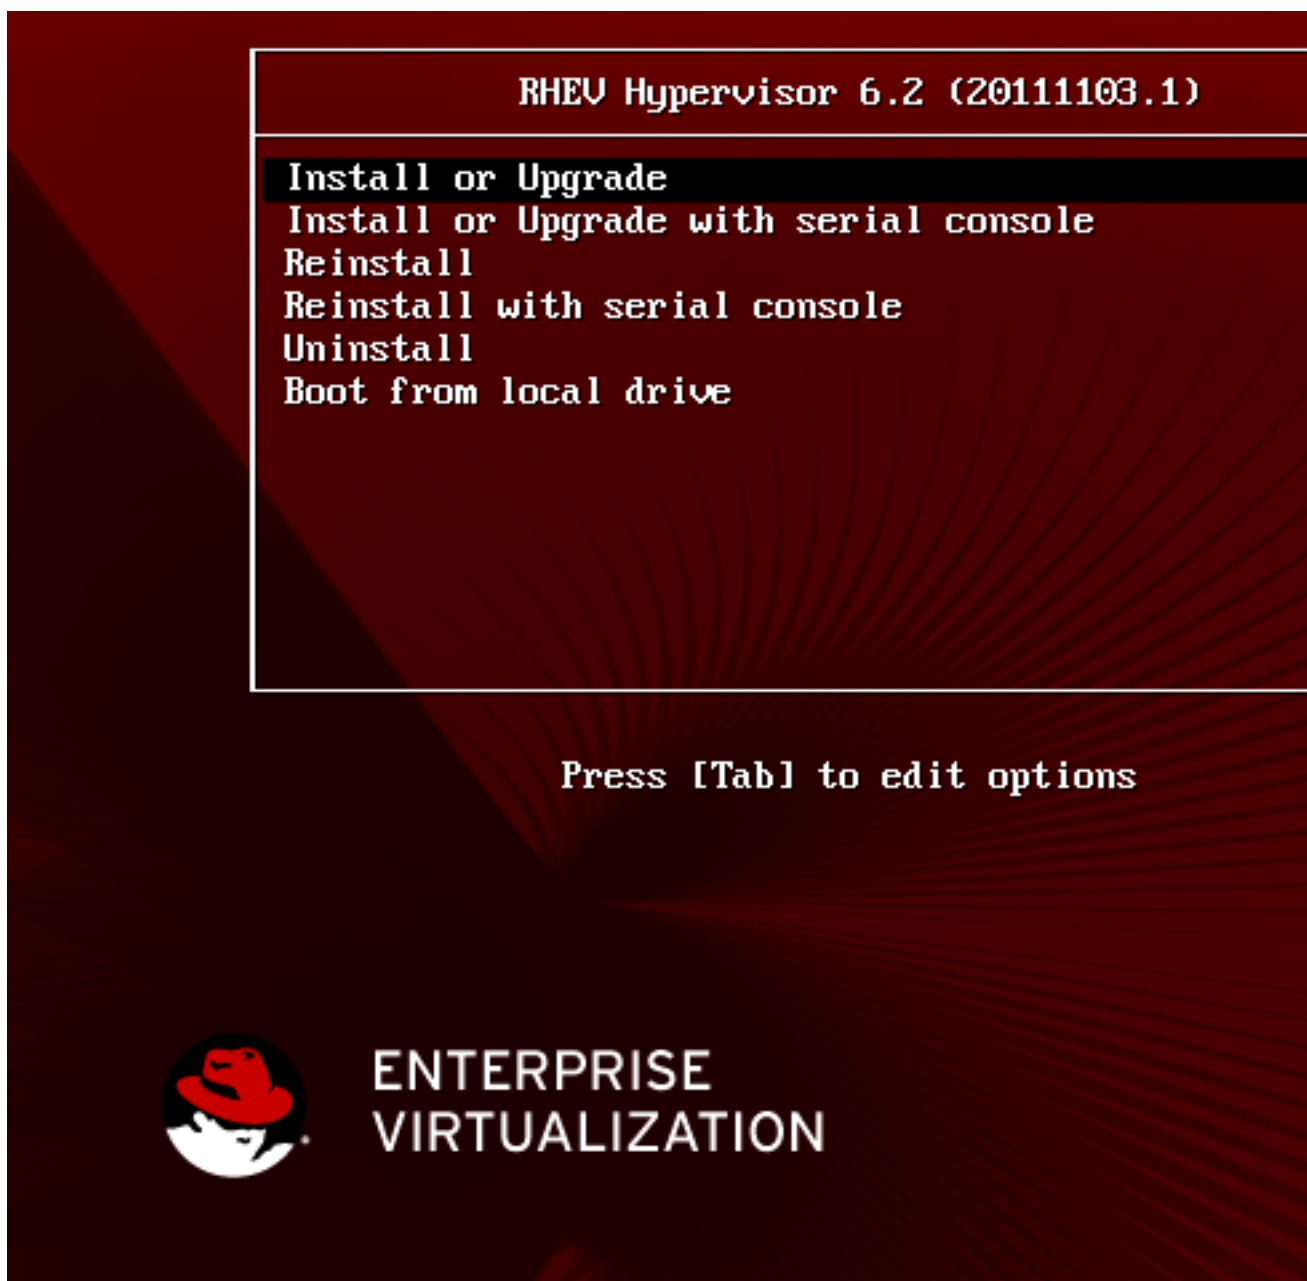 RHEV Hypervisor 6.2 (20111103.1)
Install or Upgrade
Install or Upgrade with serial console
Reinstall
Reinstall with serial console
Uninstall
Boot from local drive
Press [Tab] to edit options
ENTERPRISE
VIRTUALIZATION